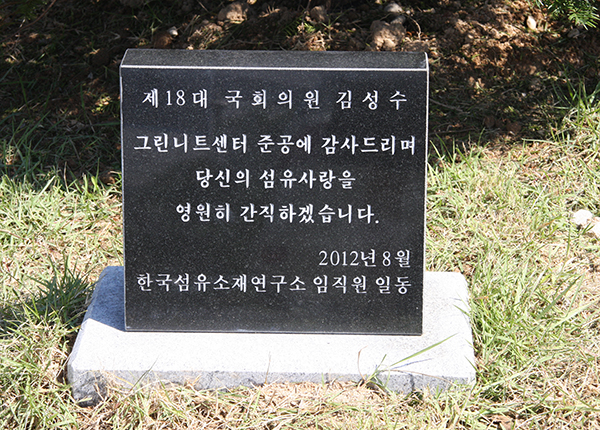 제18대 국회의원 김성수
그린니트센터 준공에 감사드리며
당신의 섬유사랑을
영원히 간직하겠습니다.
2012년 8월
한국섬유소재연구소 임직원 일동